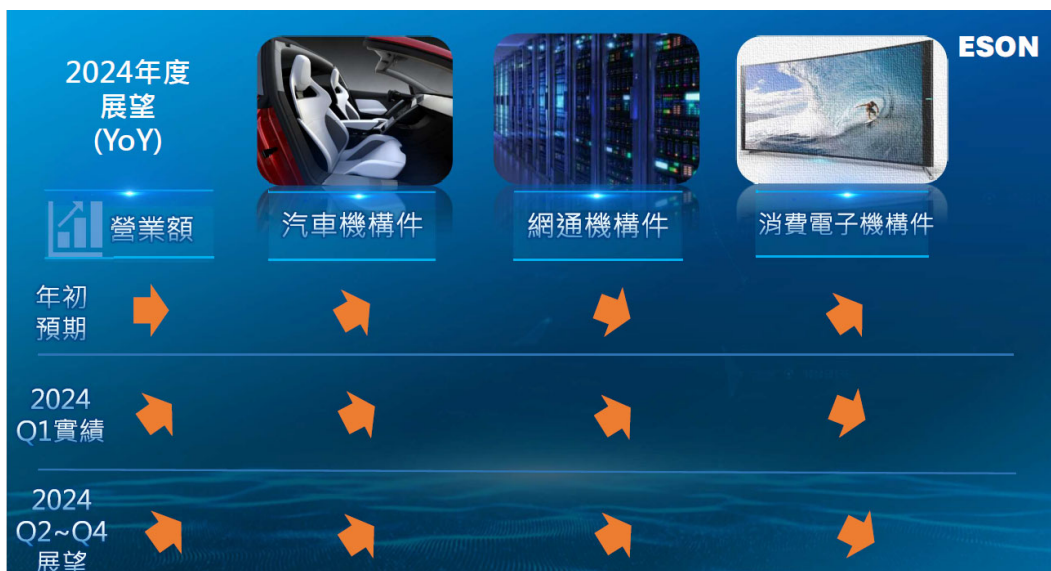 ESON
2024年度
展望
(YoY)
營業額
汽車機構件
網通機構件
消費電子機構件
年初
預期
2024
Q1實績
2024
Q2~Q4
展望